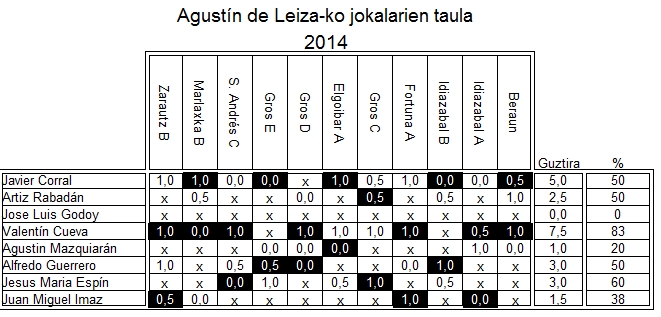 Agustín de Leiza-ko jokalarien taula
2014
Zarautz B Marlaxka B S. Andrés C Gros E Gros D Elgoibar A Gros C Fortuna A Idiazabal B Idiazabal A Beraun Guztira %
Javier Corral 1,0 1,0 0,0 0,0 x 1,0 0,5 1,0 0,0 0,0 0,5 5,0 50
Artiz Rabadán x 0,5 x x 0,0 x 0,5 x 0,5 x 1,0 2,5 50
Jose Luis Godoy x x x x x x x x x x x 0,0 0
Valentín Cueva 1,0 0,0 1,0 x 1,0 1,0 1,0 1,0 x 0,5 1,0 7,5 83
Agustin Mazquiarán x x x 0,0 0,0 0,0 x x x 1,0 0,0 1,0 20
Alfredo Guerrero 1,0 x 0,5 0,5 0,0 x x 0,0 1,0 x x 3,0 50
Jesus Maria Espín x x 0,0 1,0 x 0,5 1,0 x 0,5 x x 3,0 60
Juan Miguel Imaz 0,5 0,0 x x x x x 1,0 x 0,0 x 1,5 38